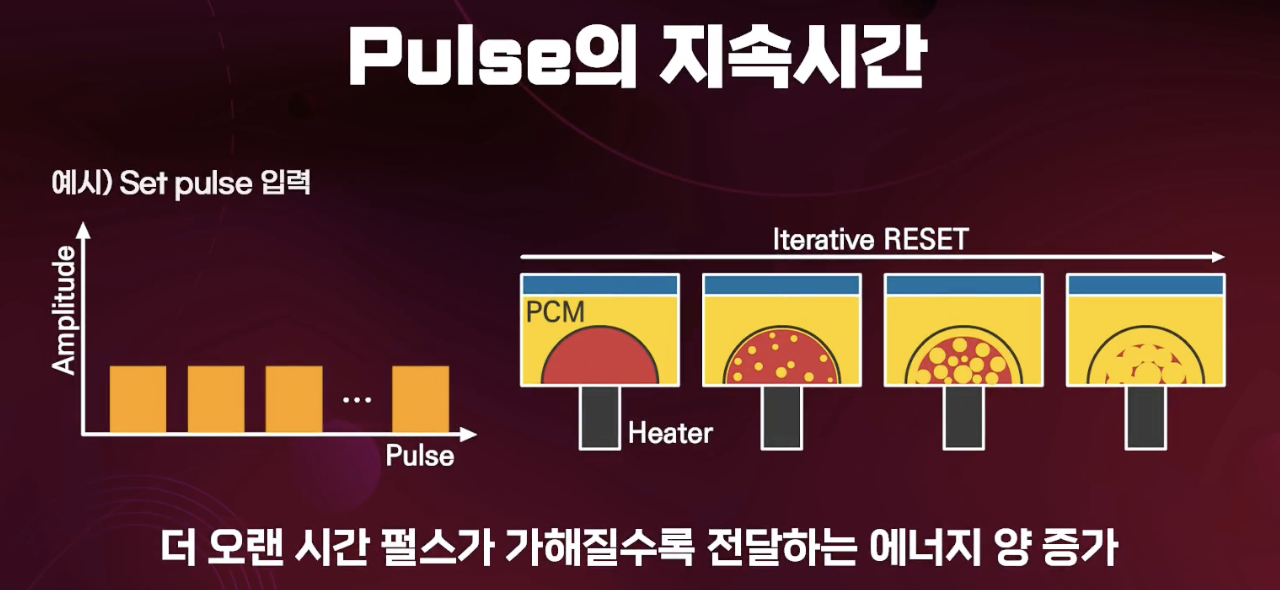 Pulse의 지속시간
예시) Set pulse 입력
Amplitude
...
Pulse
Iterative RESET
PCM
Heater
더 오랜 시간 펄스가 가해질수록 전달하는 에너지 양 증가